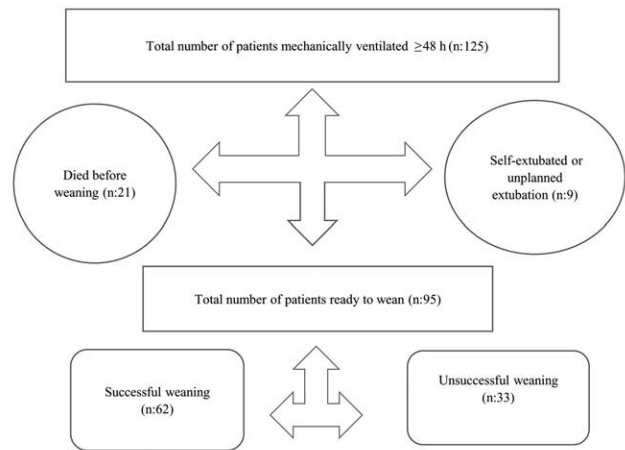 Total number of patients mechanically ventilated ≥48 h (n:125)
Died before
weaning (n:21)
Self-extubated or
unplanned
extubation (n:9)
Total number of patients ready to wean (n:95)
Successful weaning
(n:62)
Unsuccessful weaning
(n:33)